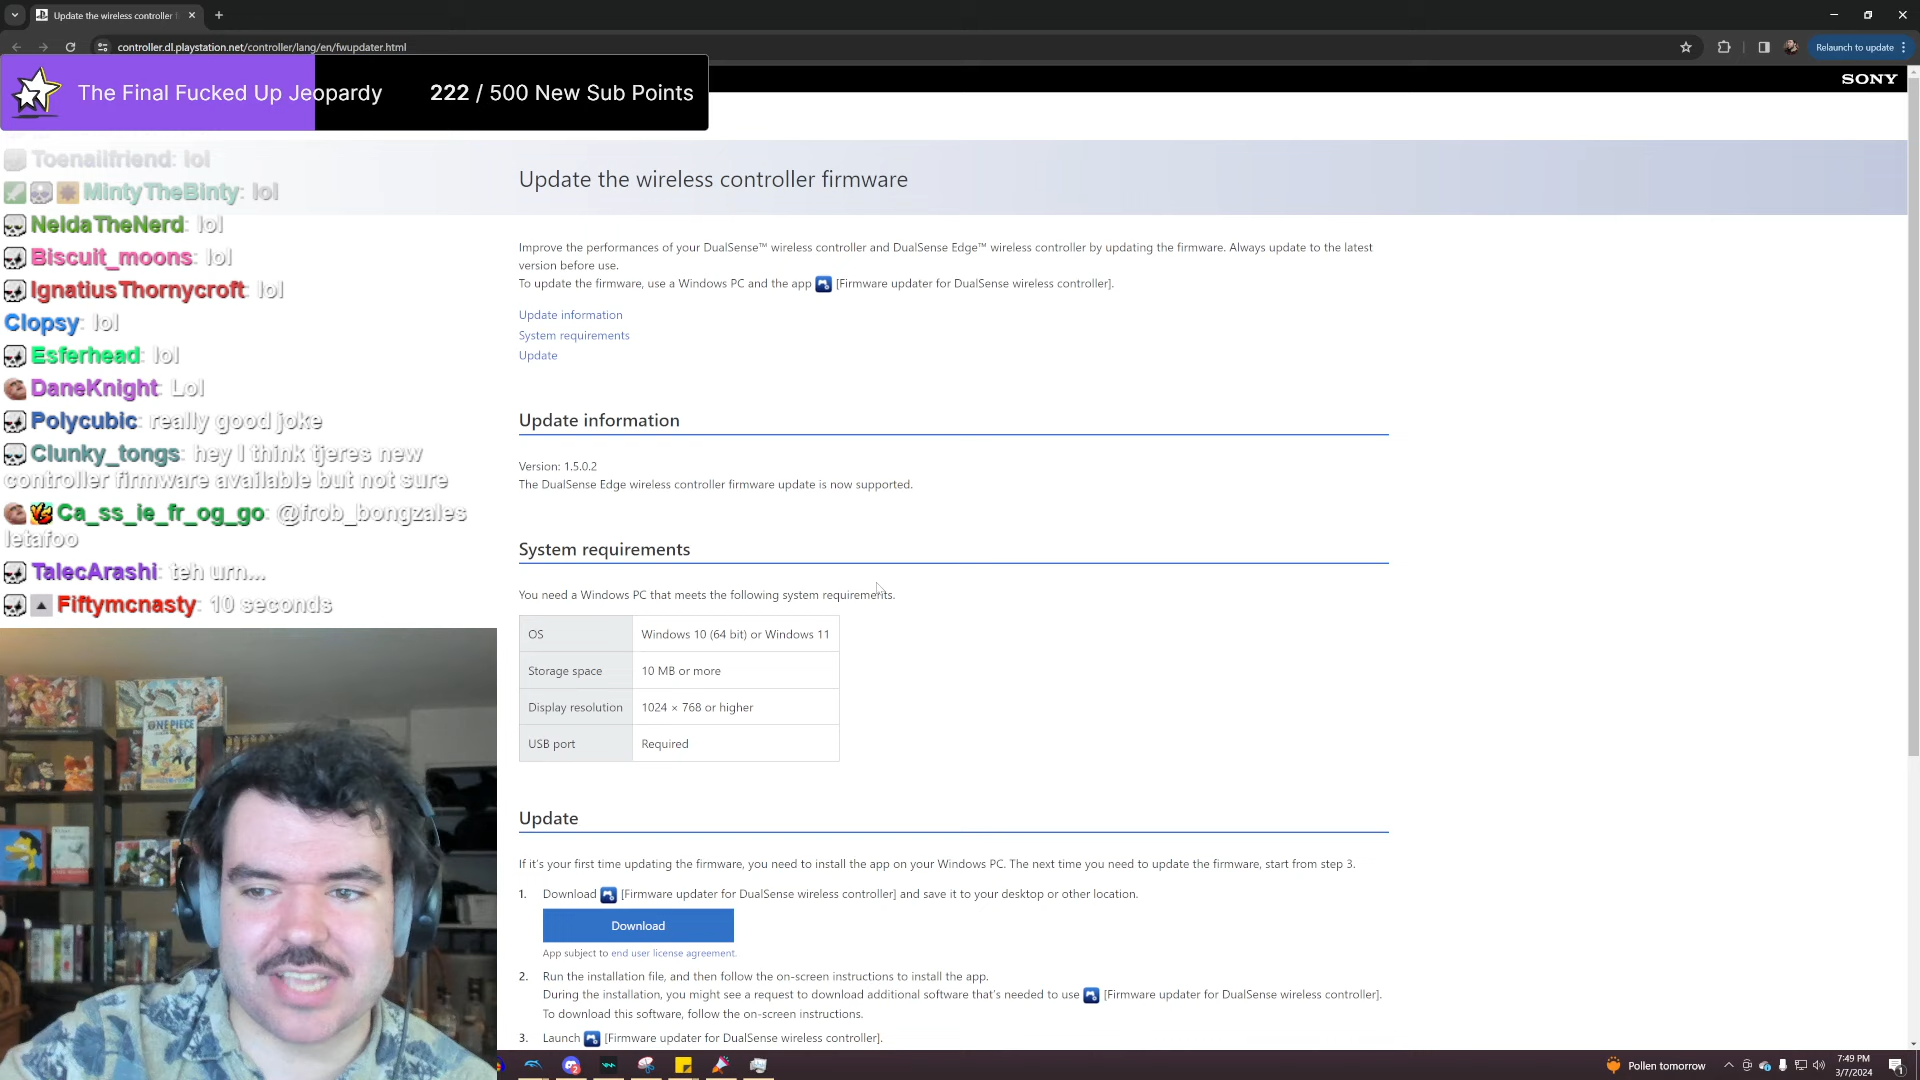 Update the wireless controller f
controller.dl.playstation.net/controller/lang/en/fwupdater.html
Relaunch to update
SONY
The Final Fucked Up Jeopardy
222 / 500 New Sub Points
Toenailfriend: lol
MintyTheBinty: lol
NeldaTheNerd: lol
Biscuit_moons: lol
IgnatiusThornycroft: lol
Clopsy: lol
Esferhead: lol
DaneKnight: Lol
Polycubic: really good joke
Clunky_tongs: hey I think tjeres new
controller firmware available but not sure
Ca_ss_ie_fr_og_go: @frob_bongzales
letafoo
TalecArashi: teh urn...
Fiftymcnasty: 10 seconds
ONE PIECE
Update the wireless controller firmware
Improve the performances of your DualSense™ wireless controller and DualSense Edge™ wireless controller by updating the firmware. Always update to the latest
version before use.
To update the firmware, use a Windows PC and the app [Firmware updater for DualSense wireless controller].
Update information
System requirements
Update
Update information
Version: 1.5.0.2
The DualSense Edge wireless controller firmware update is now supported.
System requirements
You need a Windows PC that meets the following system requirements.
OS Windows 10 (64 bit) or Windows 11
Storage space 10 MB or more
Display resolution 1024 × 768 or higher
USB port Required
Update
If it's your first time updating the firmware, you need to install the app on your Windows PC. The next time you need to update the firmware, start from step 3.
1. Download [Firmware updater for DualSense wireless controller] and save it to your desktop or other location.
Download
App subject to end user license agreement.
2. Run the installation file, and then follow the on-screen instructions to install the app.
During the installation, you might see a request to download additional software that's needed to use [Firmware updater for DualSense wireless controller].
To download this software, follow the on-screen instructions.
3. Launch [Firmware updater for DualSense wireless controller].
Pollen tomorrow
7:49 PM
3/7/2024